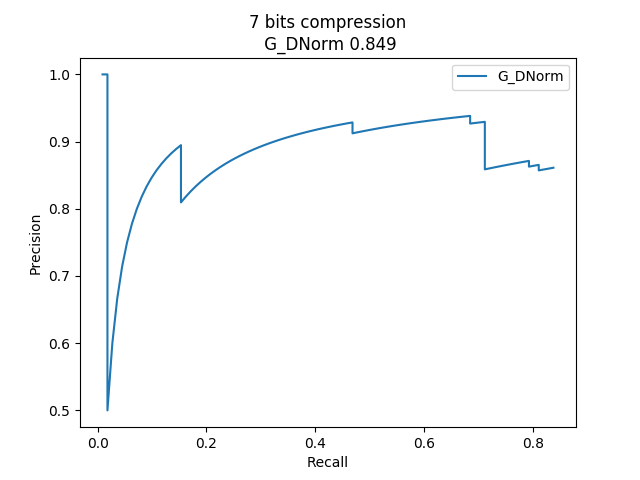 7 bits compression
G_DNorm 0.849
G_DNorm
1.0
0.9
0.8
0.7
0.6
0.5
Precision
0.0 0.2 0.4 0.6 0.8
Recall